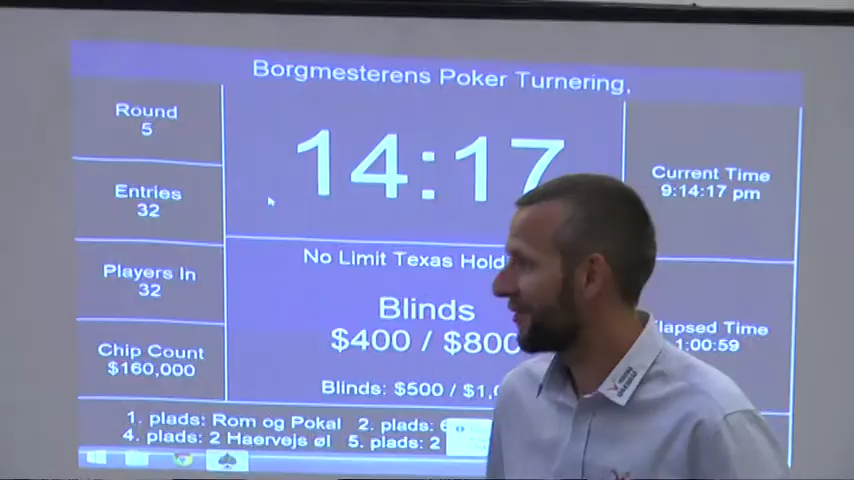 Borgmesterens Poker Turnering,
Round
5
Entries
32
Players In
32
Chip Count
$160,000
14:17
No Limit Texas Hold
Blinds
$400 / $800
Blinds: $500 / $1,0
Current Time
9:14:17 pm
Elapsed Time
1:00:59
1. plads: Rom og Pokal 2. plads:
4. plads: 2 Haervejs øl 5. plads: 2